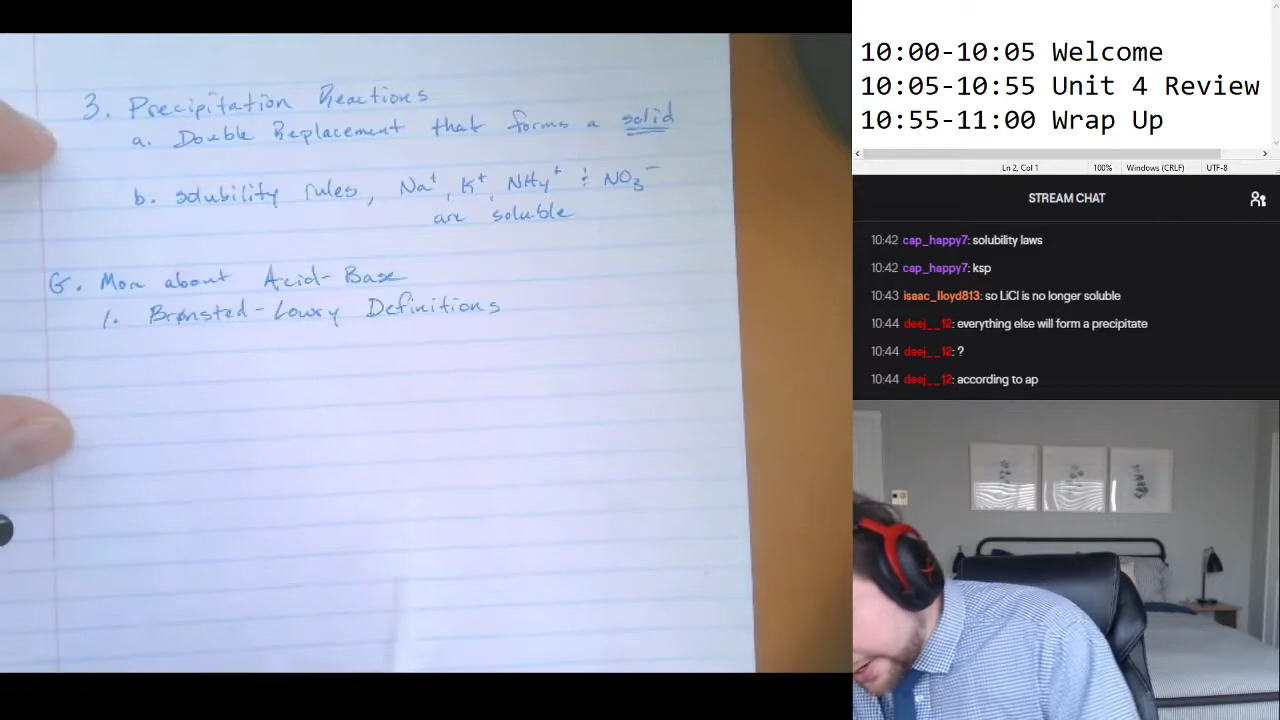 3. Precipitation Reactions
a. Double Replacement that forms a solid
b. solubility rules, Na⁺, K⁺, NH₄⁺ & NO₃⁻
are soluble
G. More about Acid-Base
1. Brønsted-Lowry Definitions
10:00-10:05 Welcome
10:05-10:55 Unit 4 Review
10:55-11:00 Wrap Up
Ln 2, Col 1 100% Windows (CRLF) UTF-8
STREAM CHAT
10:42 cap_happy7: solubility laws
10:42 cap_happy7: ksp
10:43 isaac_lloyd813: so LiCl is no longer soluble
10:44 deej__12: everything else will form a precipitate
10:44 deej__12: ?
10:44 deej__12: according to ap